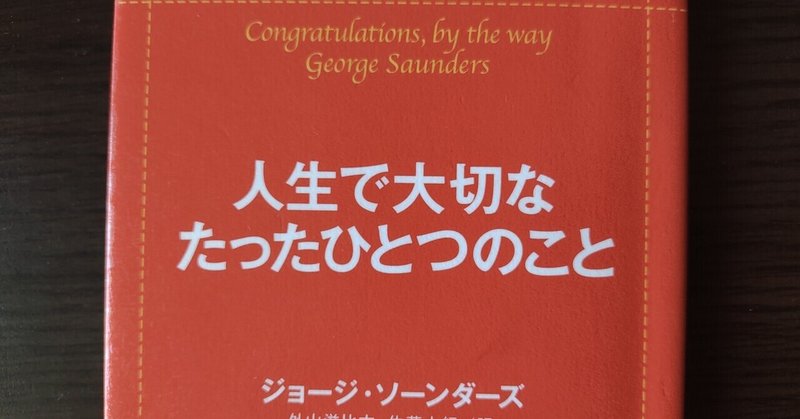 Congratulations, by the way
George Saunders
人生で大切な
たったひとつのこと
ジョージ・ソーンダーズ